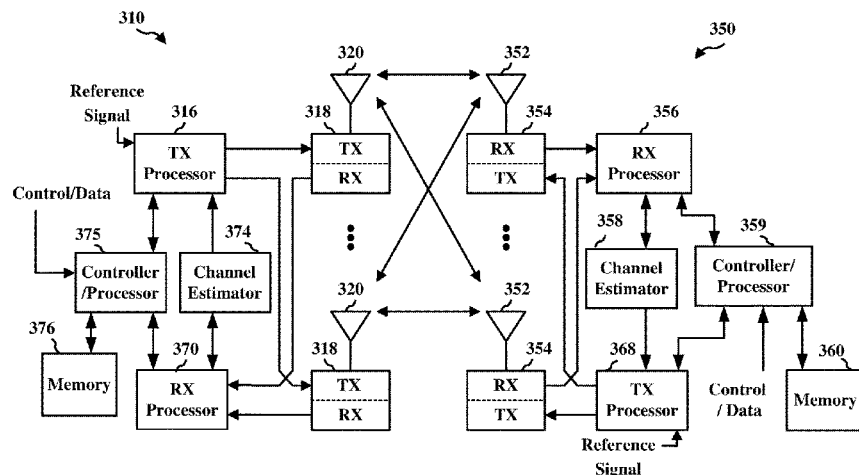 310
350
320
352
Reference
Signal
316
318
354
356
TX
Processor
TX
RX
RX
TX
RX
Processor
Control/Data
375
374
358
359
Controller
/Processor
Channel
Estimator
Channel
Estimator
Controller/
Processor
320
352
376
370
318
354
368
360
Memory
RX
Processor
TX
RX
RX
TX
TX
Processor
Control
/ Data
Memory
Reference
Signal